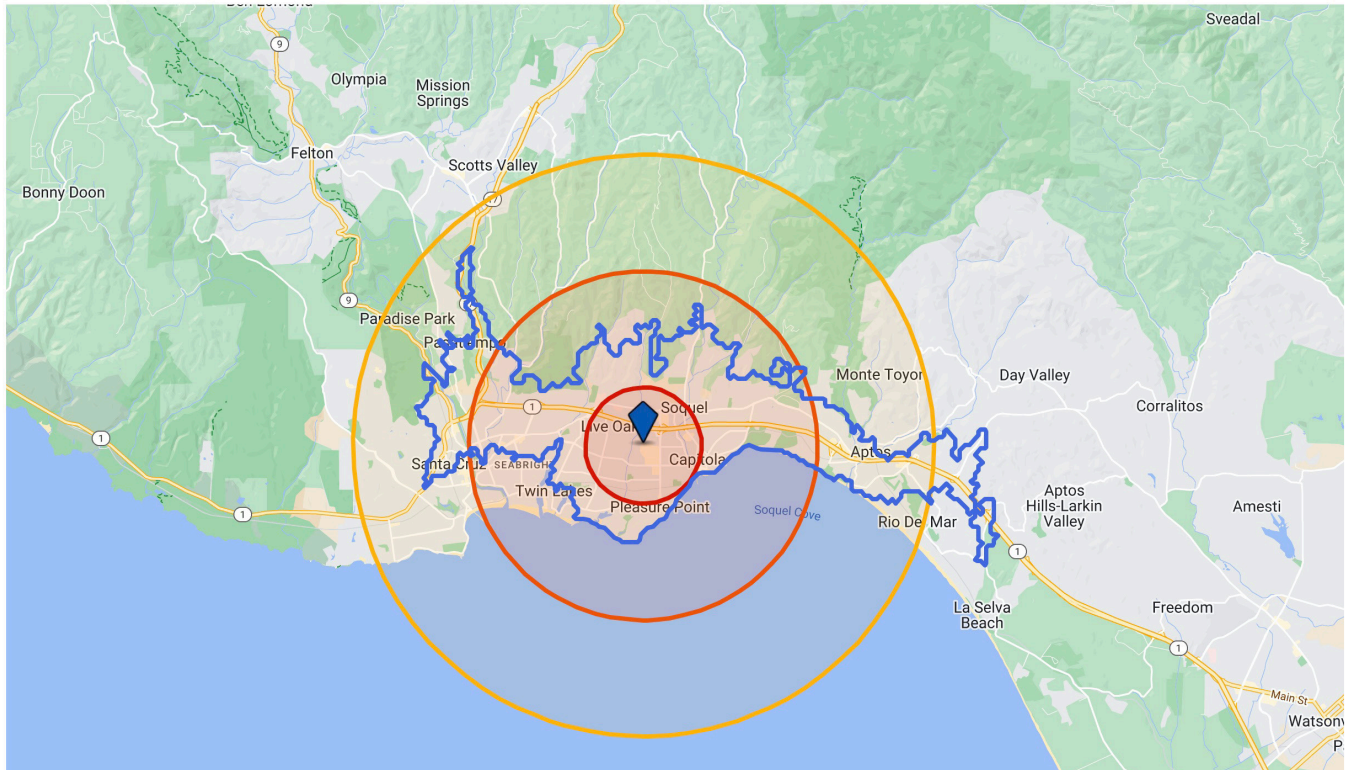 Sveadal
9
Olympia
Mission
Springs
Felton
Scotts Valley
Bonny Doon
17
9
Paradise Park
Pasatiempo
Monte Toyon
Day Valley
Corralitos
1
Soquel
Live Oak
1
Aptos
Capitola
Santa Cruz
SEABRIGHT
Twin Lakes
Pleasure Point
Soquel Cove
Rio Del Mar
Aptos
Hills-Larkin
Valley
Amesti
1
1
La Selva
Beach
Freedom
1
Main St